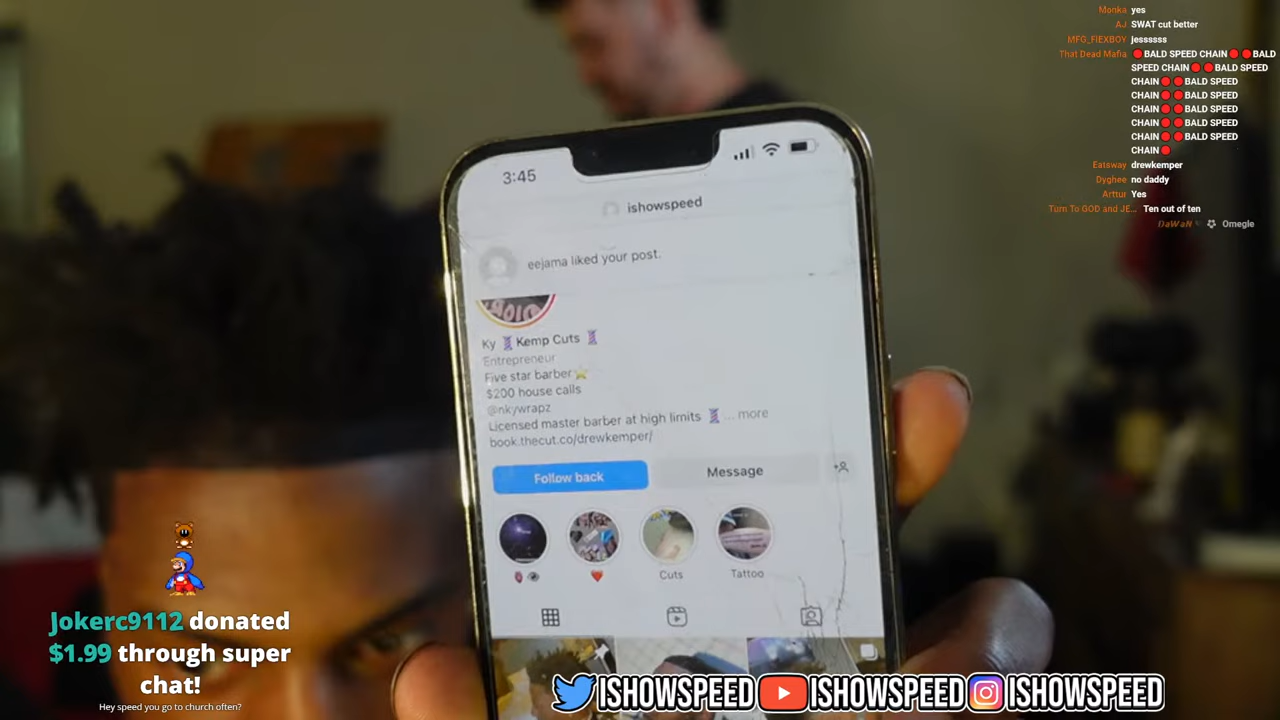 Monka yes
AJ SWAT cut better
MFG_FlEXBOY jessssss
That Dead Mafia 🔴BALD SPEED CHAIN🔴🔴BALD
SPEED CHAIN🔴🔴BALD SPEED
CHAIN🔴🔴BALD SPEED
CHAIN🔴🔴BALD SPEED
CHAIN🔴🔴BALD SPEED
CHAIN🔴🔴BALD SPEED
CHAIN🔴🔴BALD SPEED
CHAIN🔴
Eatsway drewkemper
Dyghee no daddy
Arttur Yes
Turn To GOD and JE... Ten out of ten
DaWaN Omegle
3:45
ishowspeed
eejama liked your post.
Ky 💈Kemp Cuts 💈
Entrepreneur
Five star barber⭐
$200 house calls
@nkywrapz
Licensed master barber at high limits 💈... more
book.thecut.co/drewkemper/
Follow back
Message
Cuts
Tattoo
Jokerc9112 donated
$1.99 through super
chat!
Hey speed you go to church often?
ISHOWSPEED ISHOWSPEED ISHOWSPEED